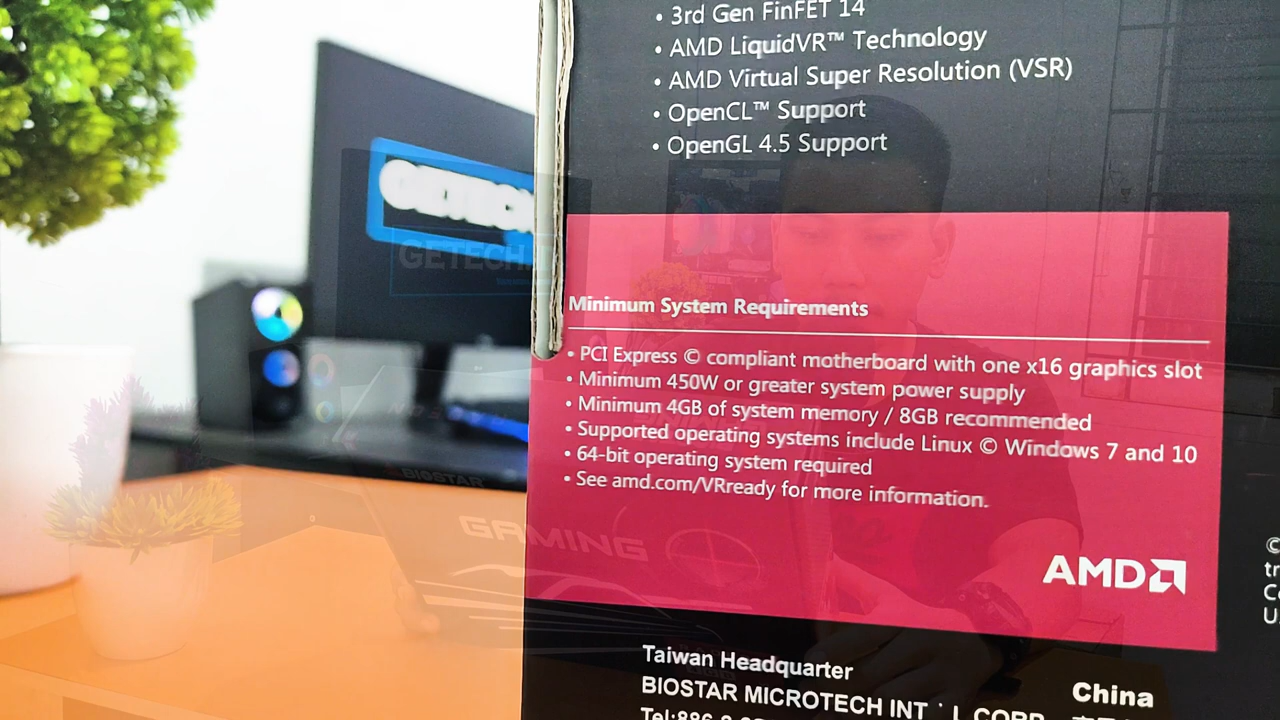 • 3rd Gen FinFET 14
• AMD LiquidVR™ Technology
• AMD Virtual Super Resolution (VSR)
• OpenCL™ Support
• OpenGL 4.5 Support
GETECH
GETECH
Minimum System Requirements
• PCI Express © compliant motherboard with one x16 graphics slot
• Minimum 450W or greater system power supply
• Minimum 4GB of system memory / 8GB recommended
• Supported operating systems include Linux © Windows 7 and 10
• 64-bit operating system required
• See amd.com/VRready for more information.
BIOSTAR
GAMING
AMD
Taiwan Headquarter
BIOSTAR MICROTECH INT ' L CORP
China